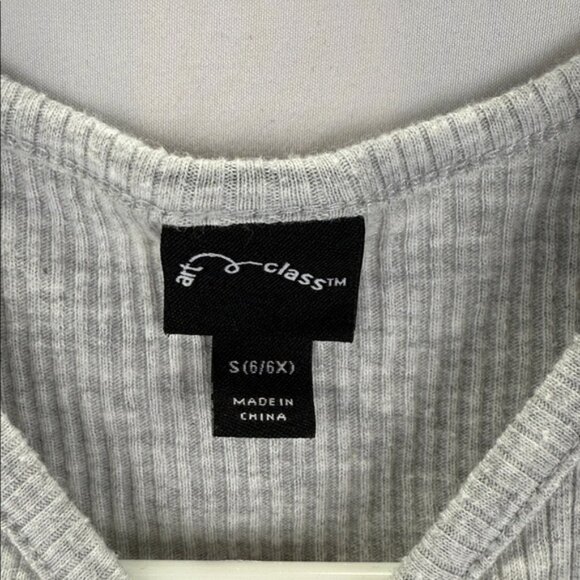 art class™
S (6/6X)
MADE IN
CHINA